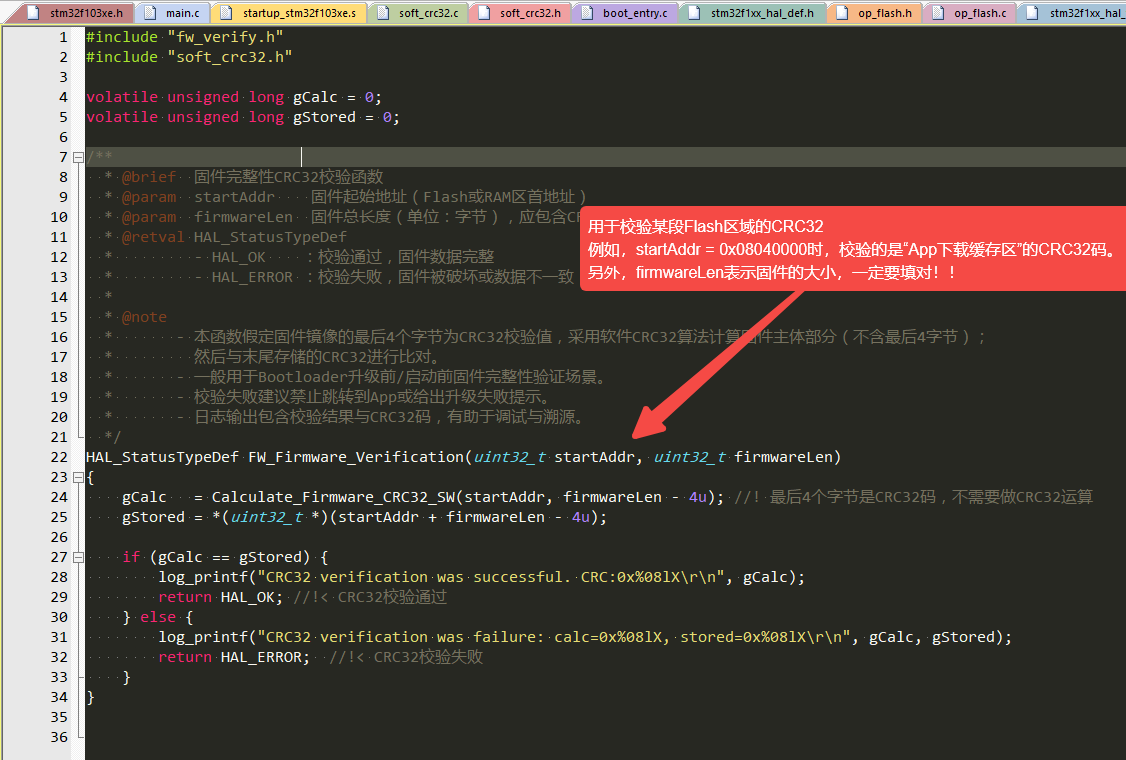 stm32f103xe.h main.c startup_stm32f103xe.s soft_crc32.c soft_crc32.h boot_entry.c stm32f1xx_hal_def.h op_flash.h op_flash.c stm32f1xx_hal_
1 #include "fw_verify.h"
2 #include "soft_crc32.h"
3
4 volatile unsigned long gCalc = 0;
5 volatile unsigned long gStored = 0;
6
7 /**
8 * @brief 固件完整性CRC32校验函数
9 * @param startAddr 固件起始地址（Flash或RAM区首地址）
10 * @param firmwareLen 固件总长度（单位：字节），应包含
11 * @retval HAL_StatusTypeDef
12 * - HAL_OK ：校验通过，固件数据完整
13 * - HAL_ERROR ：校验失败，固件被破坏或数据不一致
用于校验某段Flash区域的CRC32
例如，startAddr = 0x08040000时，校验的是“App下载缓存区”的CRC32码。
另外，firmwareLen表示固件的大小，一定要填对！！
14 *
15 * @note
16 * - 本函数假定固件镜像的最后4个字节为CRC32校验值，采用软件CRC32算法计算固件主体部分（不含最后4字节）；
17 * 然后与末尾存储的CRC32进行比对。
18 * - 一般用于Bootloader升级前/启动前固件完整性验证场景。
19 * - 校验失败建议禁止跳转到App或给出升级失败提示。
20 * - 日志输出包含校验结果与CRC32码，有助于调试与溯源。
21 */
22 HAL_StatusTypeDef FW_Firmware_Verification(uint32_t startAddr, uint32_t firmwareLen)
23 {
24 gCalc = Calculate_Firmware_CRC32_SW(startAddr, firmwareLen - 4u); //! 最后4个字节是CRC32码，不需要做CRC32运算
25 gStored = *(uint32_t *)(startAddr + firmwareLen - 4u);
26
27 if (gCalc == gStored) {
28 log_printf("CRC32 verification was successful. CRC:0x%08lX\r\n", gCalc);
29 return HAL_OK; //!< CRC32校验通过
30 } else {
31 log_printf("CRC32 verification was failure: calc=0x%08lX, stored=0x%08lX\r\n", gCalc, gStored);
32 return HAL_ERROR; //!< CRC32校验失败
33 }
34 }
35
36